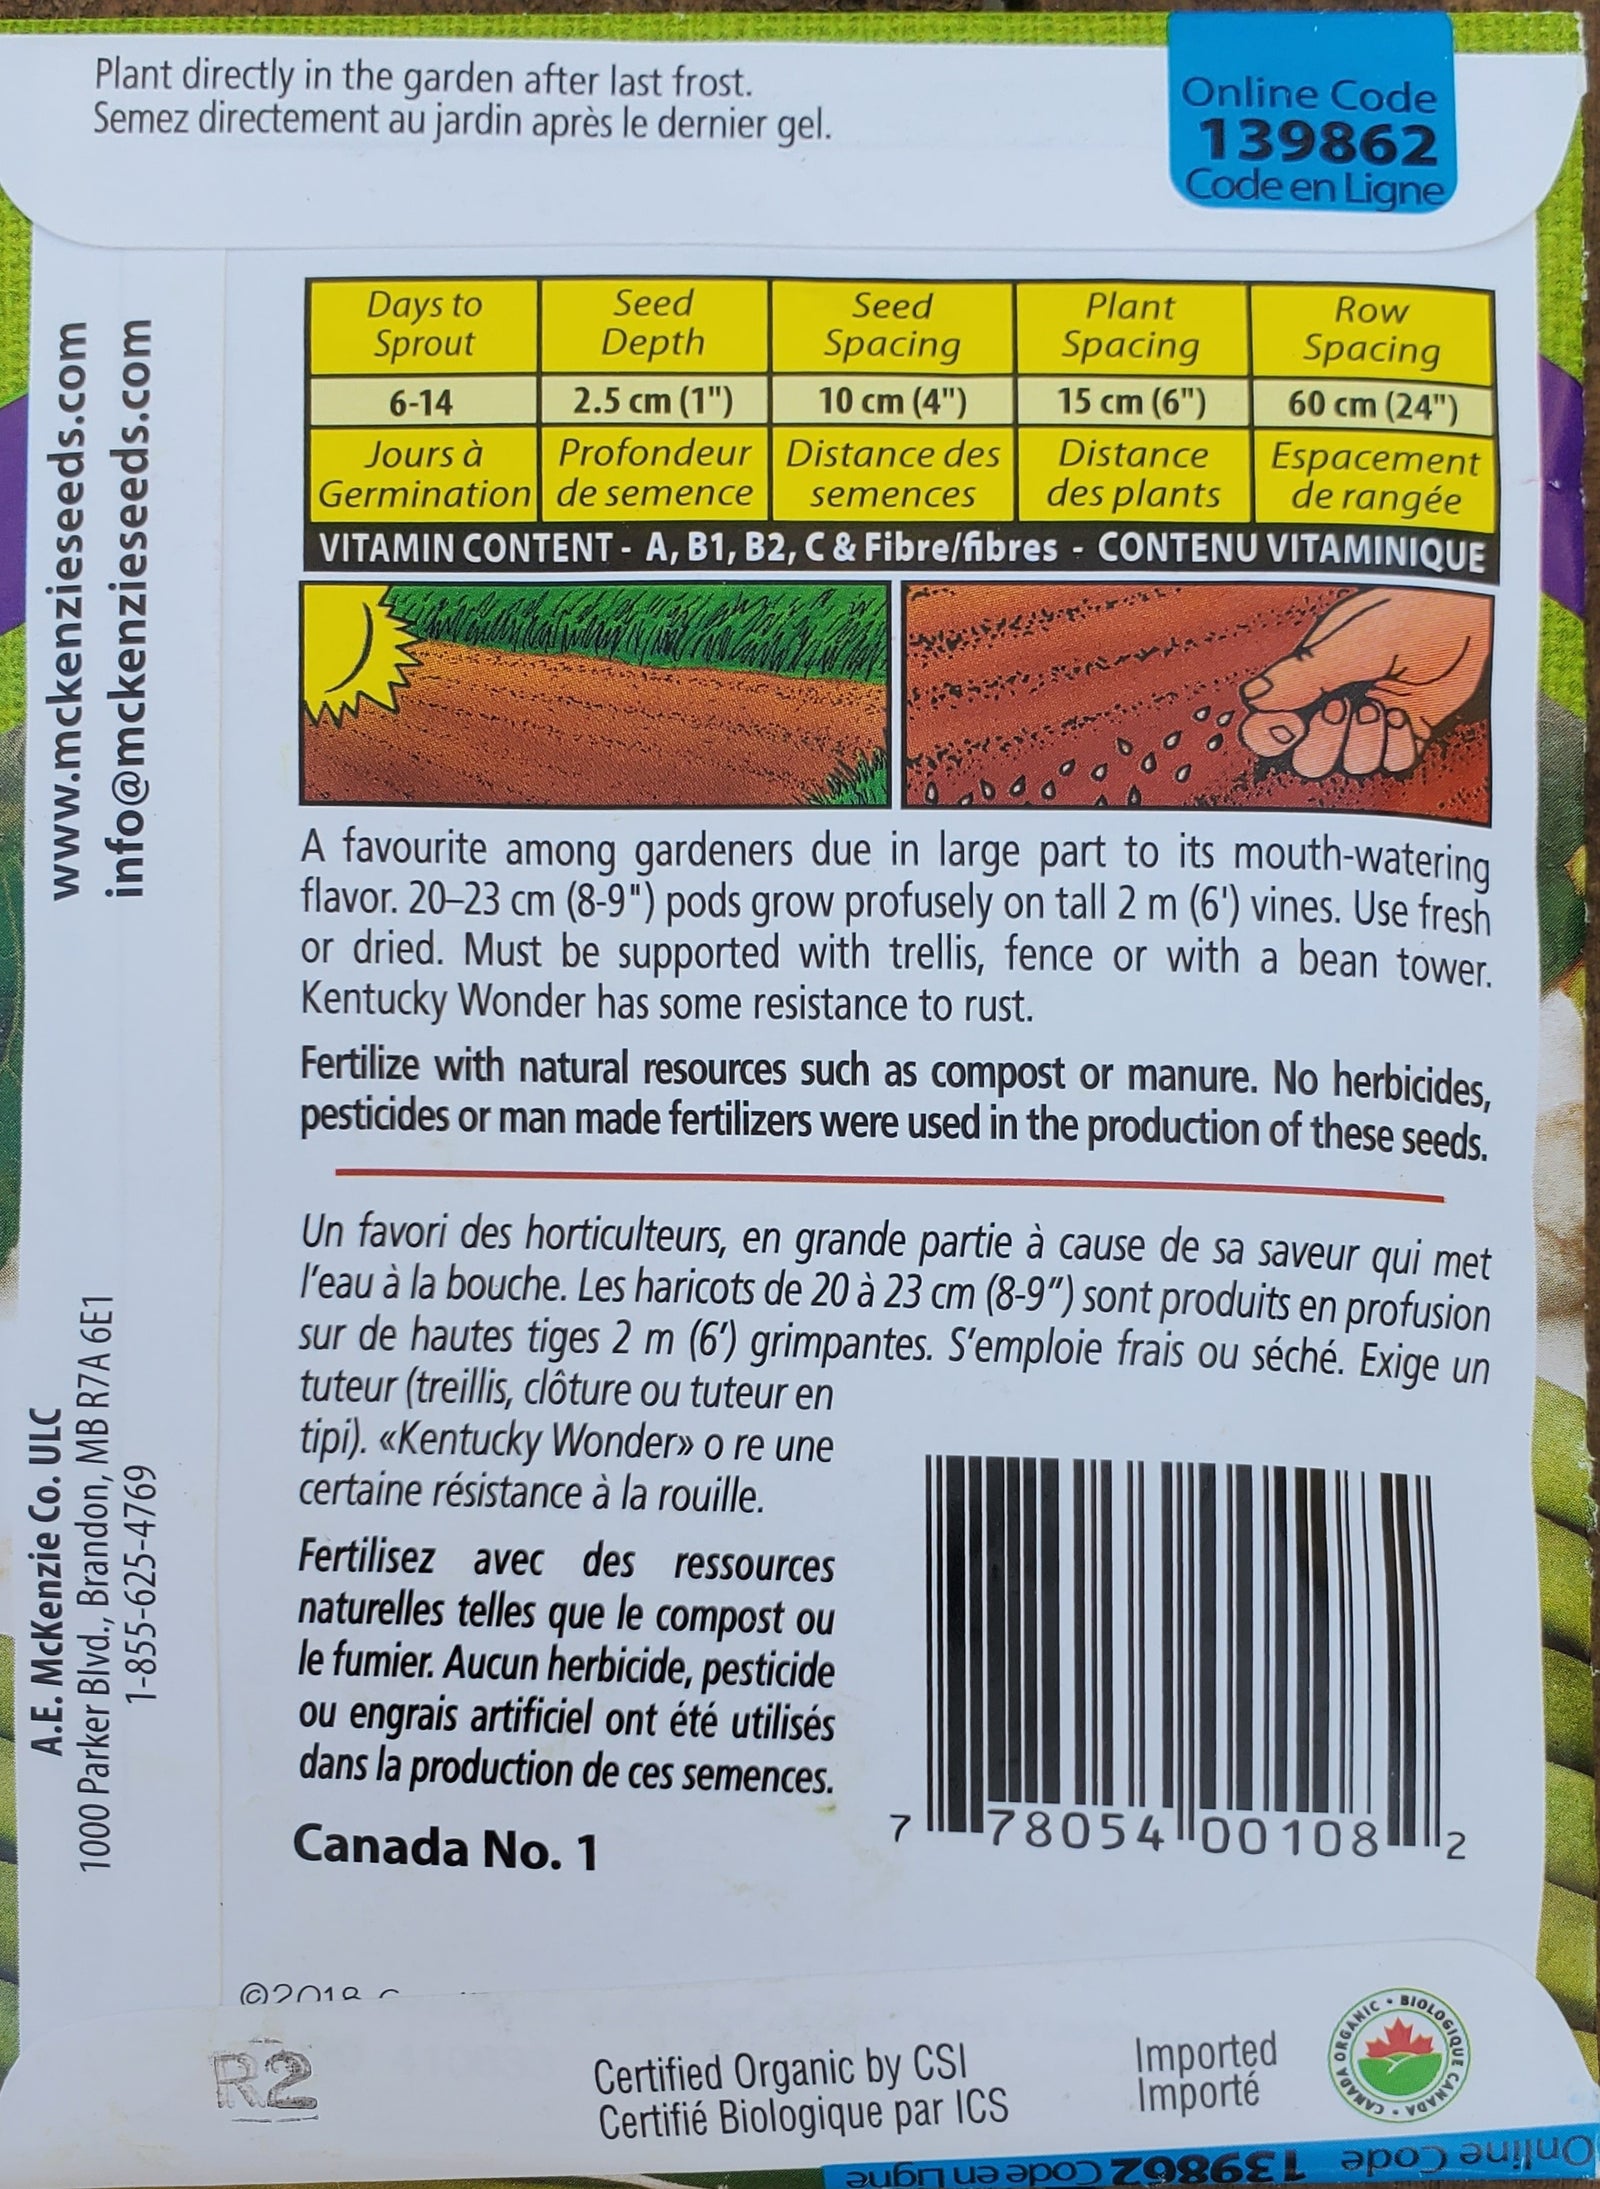 Plant directly in the garden after last frost.
Semez directement au jardin après le dernier gel.
Online Code
139862
Code en Ligne
www.mckenzieseeds.com
info@mckenzieseeds.com
Days to Sprout
Seed Depth
Seed Spacing
Plant Spacing
Row Spacing
6-14
2.5 cm (1")
10 cm (4")
15 cm (6")
60 cm (24")
Jours à Germination
Profondeur de semence
Distance des semences
Distance des plants
Espacement de rangée
VITAMIN CONTENT - A, B1, B2, C & Fibre/fibres - CONTENU VITAMINIQUE
A favourite among gardeners due in large part to its mouth-watering
flavor. 20–23 cm (8-9") pods grow profusely on tall 2 m (6') vines. Use fresh
or dried. Must be supported with trellis, fence or with a bean tower.
Kentucky Wonder has some resistance to rust.
Fertilize with natural resources such as compost or manure. No herbicides,
pesticides or man made fertilizers were used in the production of these seeds.
Un favori des horticulteurs, en grande partie à cause de sa saveur qui met
l'eau à la bouche. Les haricots de 20 à 23 cm (8-9") sont produits en profusion
sur de hautes tiges 2 m (6') grimpantes. S'emploie frais ou séché. Exige un
tuteur (treillis, clôture ou tuteur en
tipi). «Kentucky Wonder» o re une
certaine résistance à la rouille.
Fertilisez avec des ressources
naturelles telles que le compost ou
le fumier. Aucun herbicide, pesticide
ou engrais artificiel ont été utilisés
dans la production de ces semences.
Canada No. 1
7 78054 00108 2
A.E. McKenzie Co. ULC
1000 Parker Blvd., Brandon, MB R7A 6E1
1-855-625-4769
©2018
R2
Certified Organic by CSI
Certifié Biologique par ICS
Imported
Importé
CANADA ORGANIC • BIOLOGIQUE CANADA •
Online Code 139862 Code en Ligne